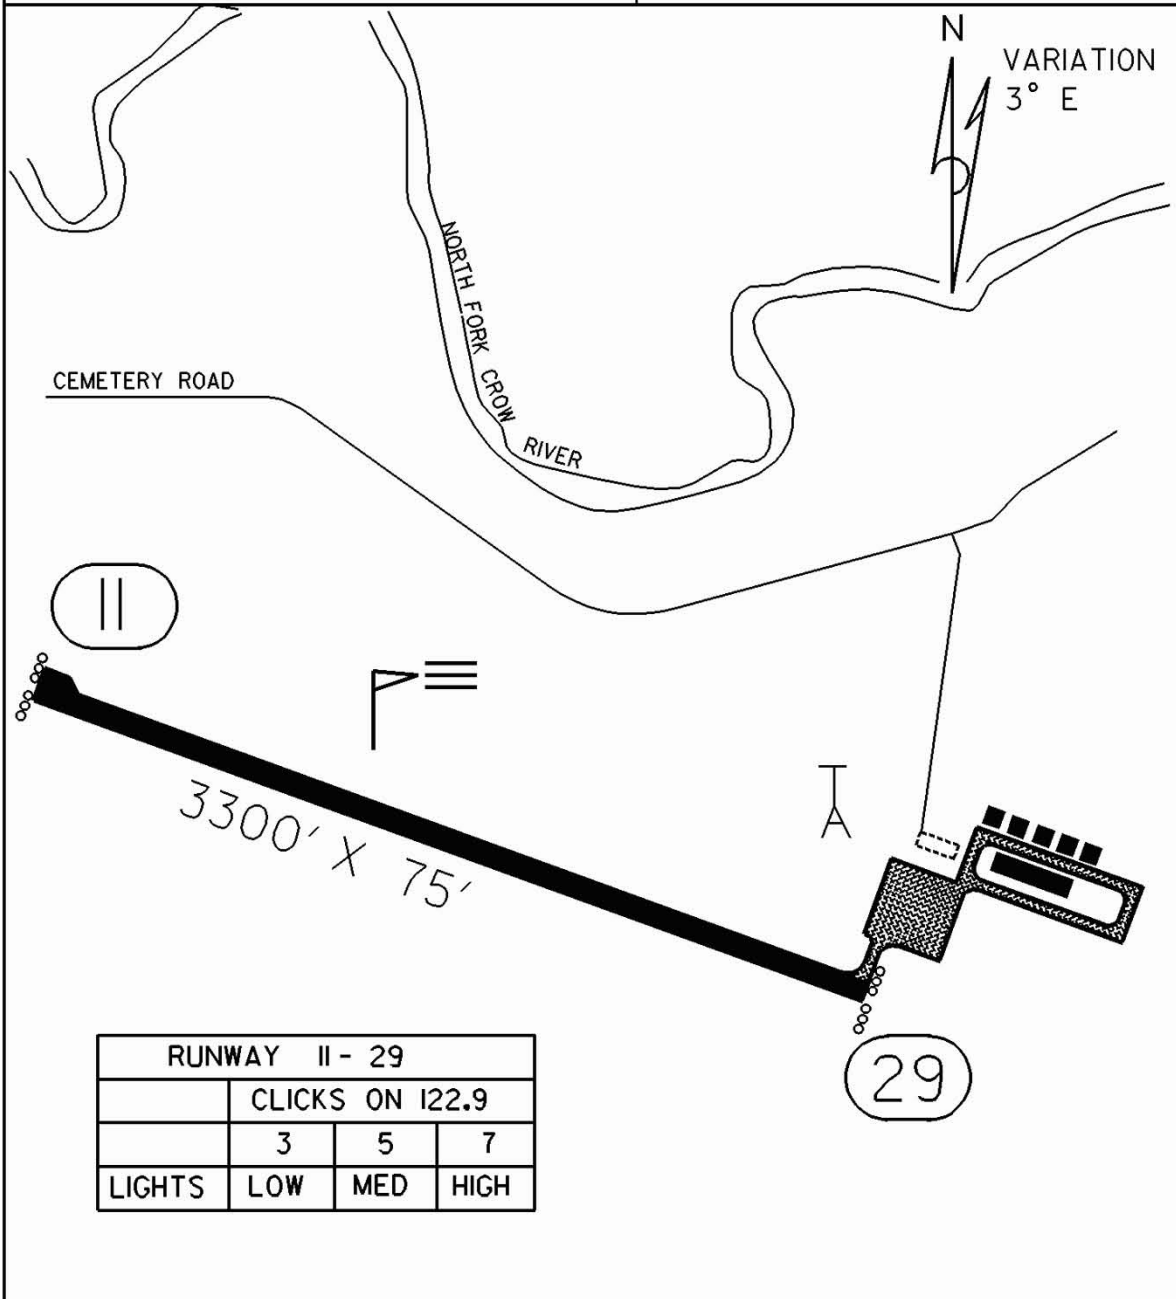 N
VARIATION
3° E
NORTH FORK CROW RIVER
CEMETERY ROAD
11
3300' X 75'
A
29
RUNWAY 11 - 29
CLICKS ON 122.9
3 5 7
LIGHTS LOW MED HIGH